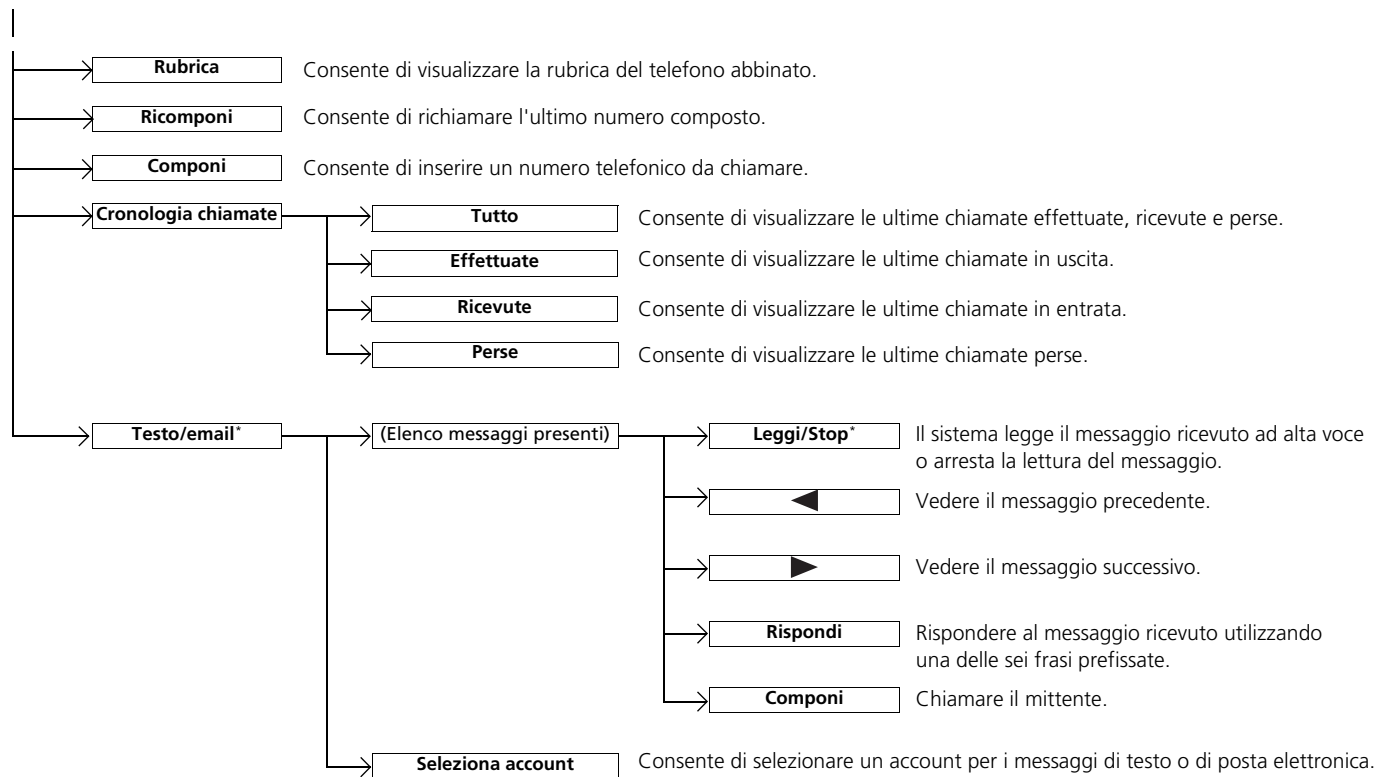 Rubrica Consente di visualizzare la rubrica del telefono abbinato.
Ricomponi Consente di richiamare l'ultimo numero composto.
Componi Consente di inserire un numero telefonico da chiamare.
Cronologia chiamate Tutto Consente di visualizzare le ultime chiamate effettuate, ricevute e perse.
Effettuate Consente di visualizzare le ultime chiamate in uscita.
Ricevute Consente di visualizzare le ultime chiamate in entrata.
Perse Consente di visualizzare le ultime chiamate perse.
Testo/email* (Elenco messaggi presenti) Leggi/Stop* Il sistema legge il messaggio ricevuto ad alta voce
o arresta la lettura del messaggio.
Vedere il messaggio precedente.
Vedere il messaggio successivo.
Rispondi Rispondere al messaggio ricevuto utilizzando
una delle sei frasi prefissate.
Componi Chiamare il mittente.
Seleziona account Consente di selezionare un account per i messaggi di testo o di posta elettronica.